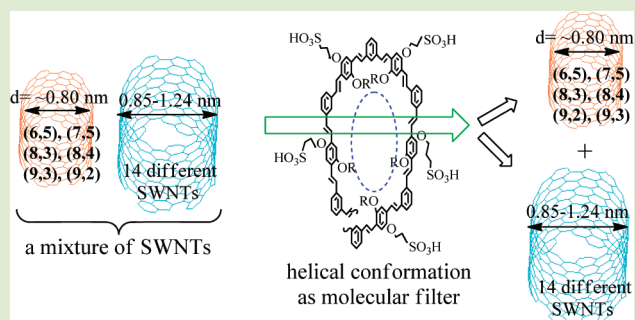 d= ~0.80 nm
(6,5), (7,5)
(8,3), (8,4)
(9,3), (9,2)
0.85-1.24 nm
14 different
SWNTs
a mixture of SWNTs
HO3S
SO3H
O
O
RO
OR
O
HO3S
OR
RO
O
SO3H
RO
O
SO3H
helical conformation
as molecular filter
d= ~0.80 nm
(6,5), (7,5)
(8,3), (8,4)
(9,2), (9,3)
+
0.85-1.24 nm
14 different
SWNTs